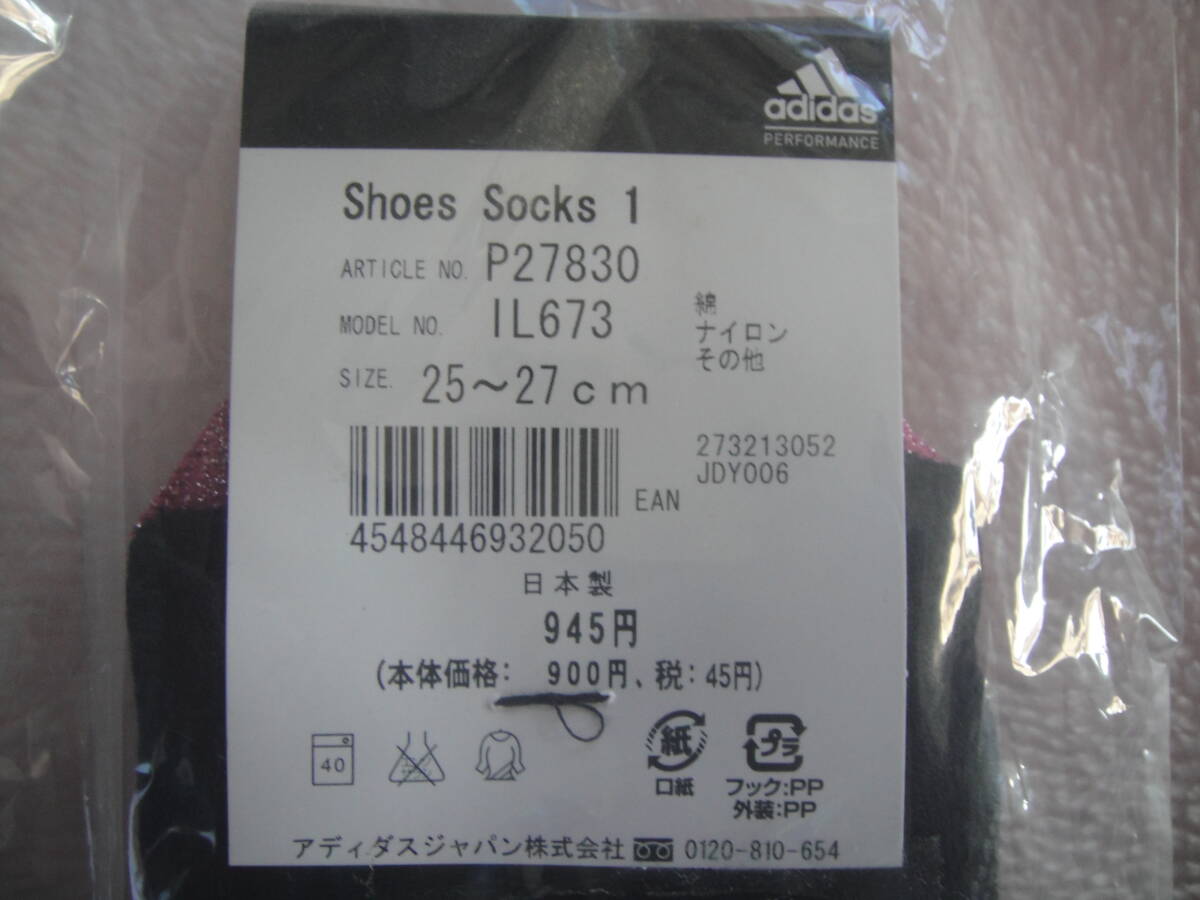 adidas
PERFORMANCE
Shoes Socks 1
ARTICLE NO. P27830
MODEL NO. IL673
SIZE. 25～27cm
綿
ナイロン
その他
273213052
JDY006
EAN
4548446932050
日本製
945円
(本体価格: 900円、税: 45円)
40
紙
口紙
プラ
フック:PP
外装:PP
アディダスジャパン株式会社 0120-810-654